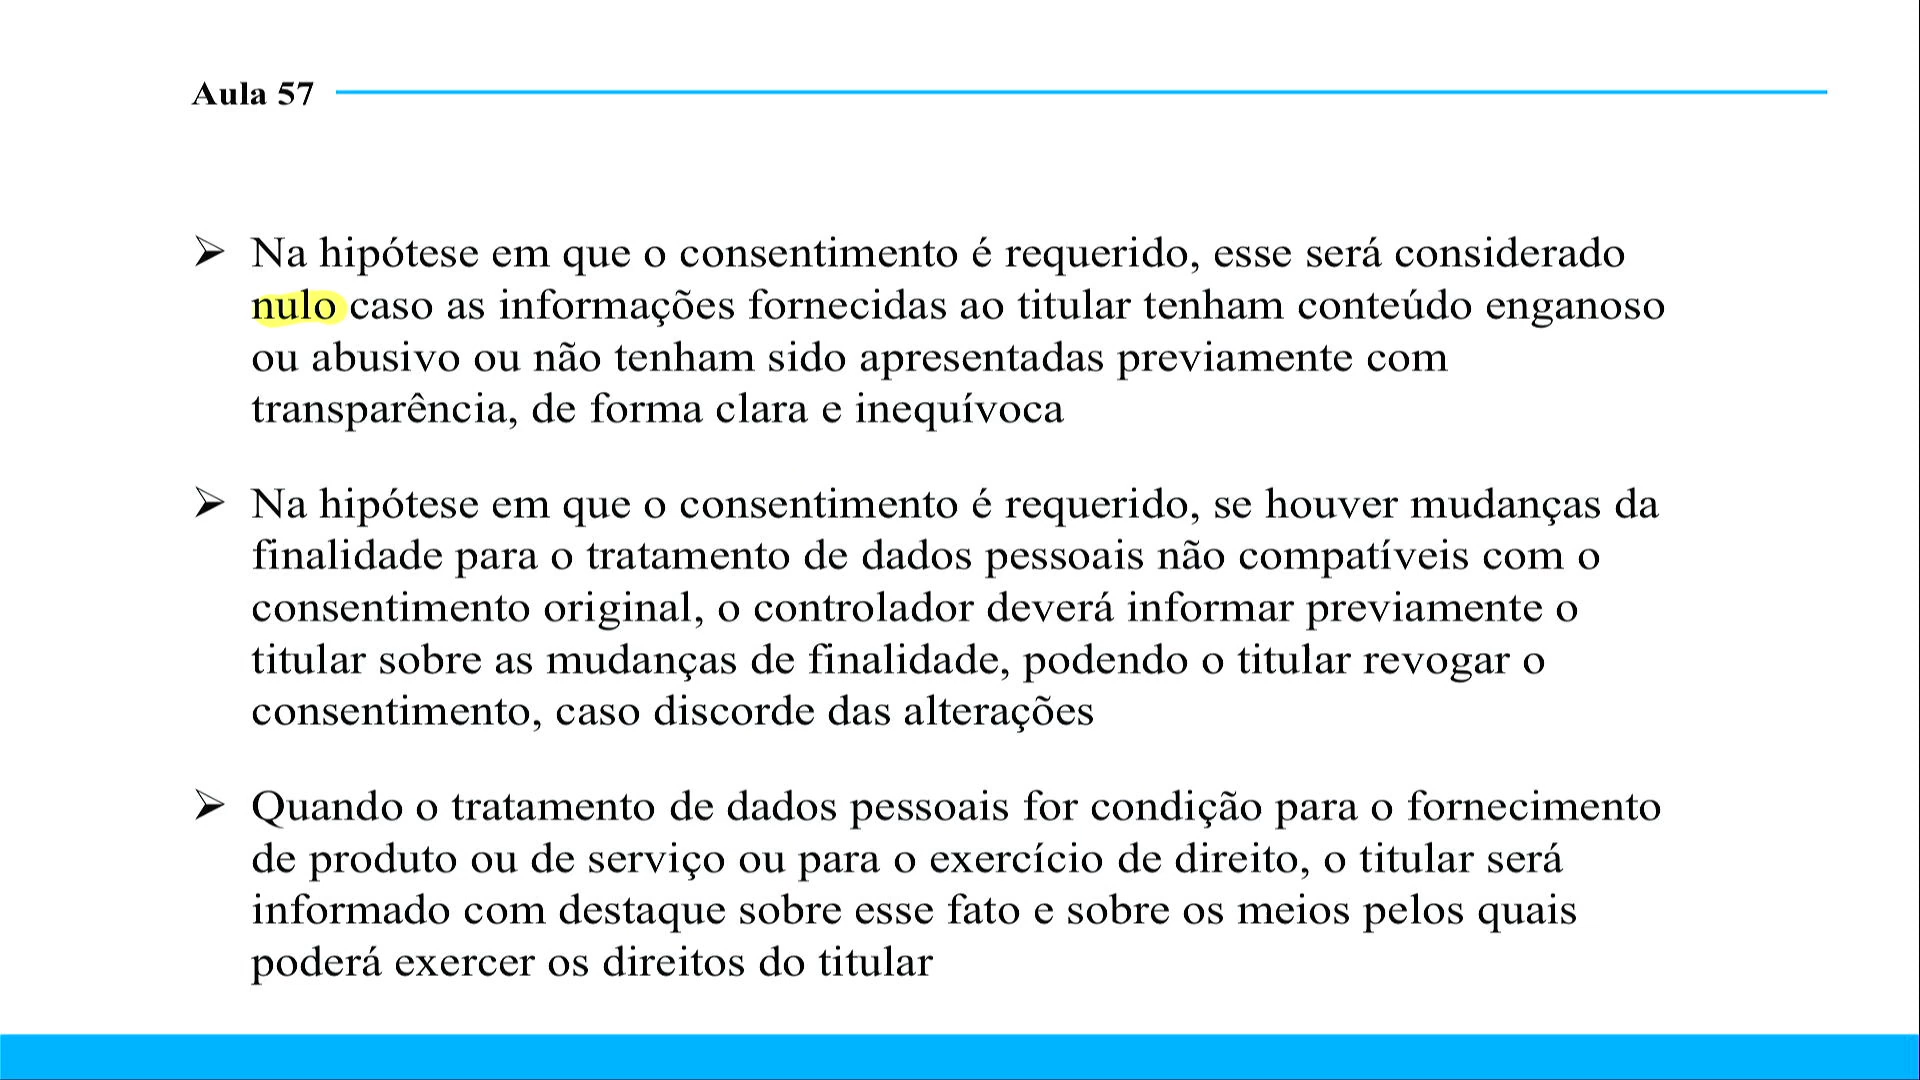 Aula 57
➢ Na hipótese em que o consentimento é requerido, esse será considerado
nulo caso as informações fornecidas ao titular tenham conteúdo enganoso
ou abusivo ou não tenham sido apresentadas previamente com
transparência, de forma clara e inequívoca
➢ Na hipótese em que o consentimento é requerido, se houver mudanças da
finalidade para o tratamento de dados pessoais não compatíveis com o
consentimento original, o controlador deverá informar previamente o
titular sobre as mudanças de finalidade, podendo o titular revogar o
consentimento, caso discorde das alterações
➢ Quando o tratamento de dados pessoais for condição para o fornecimento
de produto ou de serviço ou para o exercício de direito, o titular será
informado com destaque sobre esse fato e sobre os meios pelos quais
poderá exercer os direitos do titular